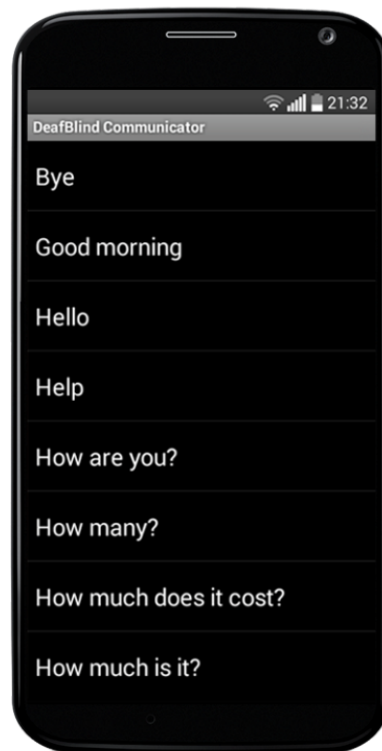 21:32
DeafBlind Communicator
Bye
Good morning
Hello
Help
How are you?
How many?
How much does it cost?
How much is it?